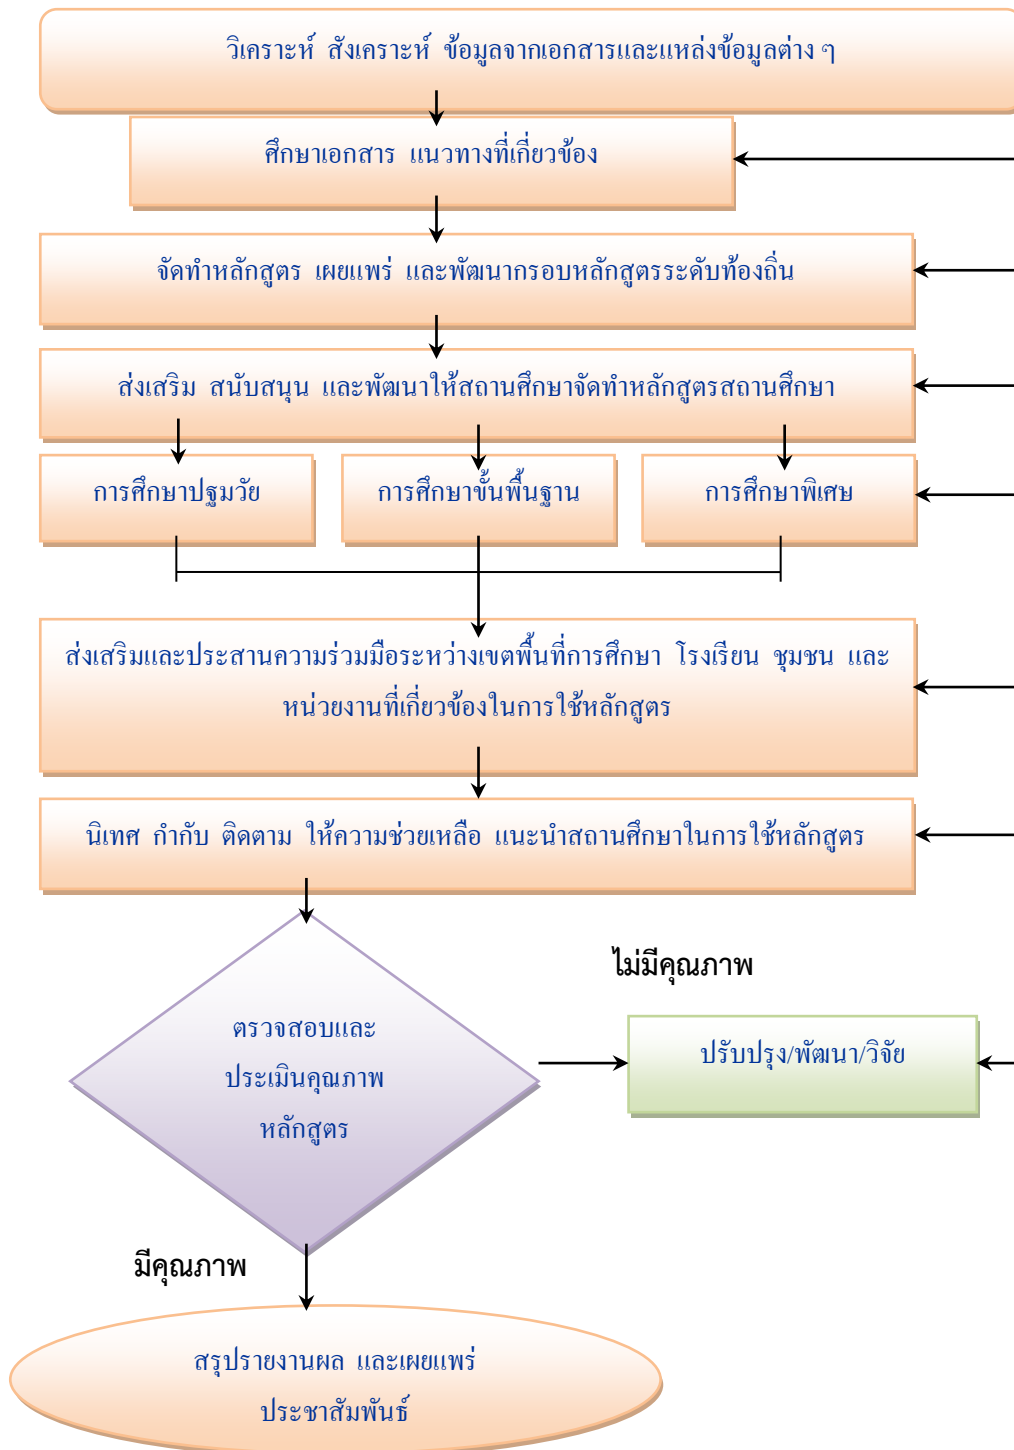 วิเคราะห์ สังเคราะห์ ข้อมูลจากเอกสารและแหล่งข้อมูลต่าง ๆ
ศึกษาเอกสาร แนวทางที่เกี่ยวข้อง
จัดทำหลักสูตร เผยแพร่ และพัฒนากรอบหลักสูตรระดับท้องถิ่น
ส่งเสริม สนับสนุน และพัฒนาให้สถานศึกษาจัดทำหลักสูตรสถานศึกษา
การศึกษาปฐมวัย
การศึกษาขั้นพื้นฐาน
การศึกษาพิเศษ
ส่งเสริมและประสานความร่วมมือระหว่างเขตพื้นที่การศึกษา โรงเรียน ชุมชน และ
หน่วยงานที่เกี่ยวข้องในการใช้หลักสูตร
นิเทศ กำกับ ติดตาม ให้ความช่วยเหลือ แนะนำสถานศึกษาในการใช้หลักสูตร
ไม่มีคุณภาพ
ตรวจสอบและ
ประเมินคุณภาพ
หลักสูตร
ปรับปรุง/พัฒนา/วิจัย
มีคุณภาพ
สรุปรายงานผล และเผยแพร่
ประชาสัมพันธ์